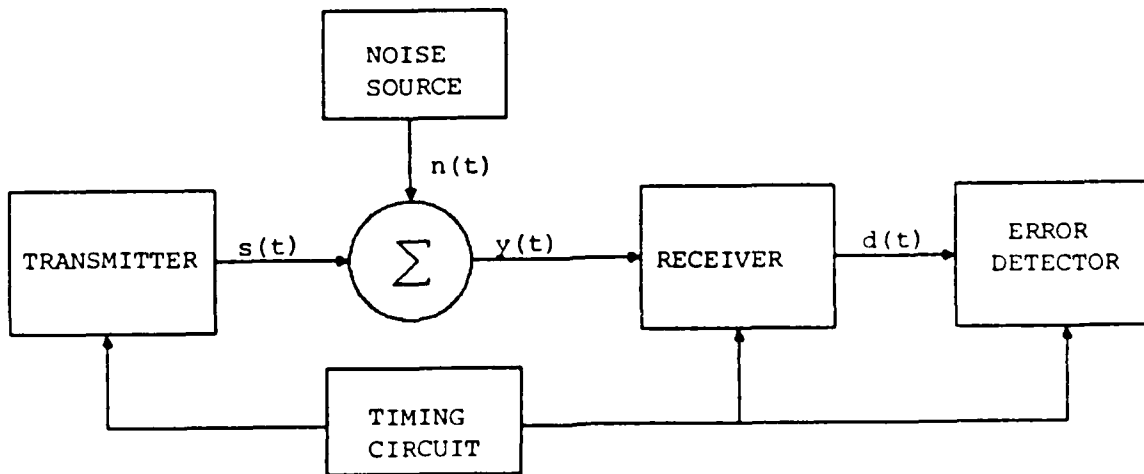 NOISE
SOURCE
n(t)
TRANSMITTER
s(t)
Σ
y(t)
RECEIVER
d(t)
ERROR
DETECTOR
TIMING
CIRCUIT